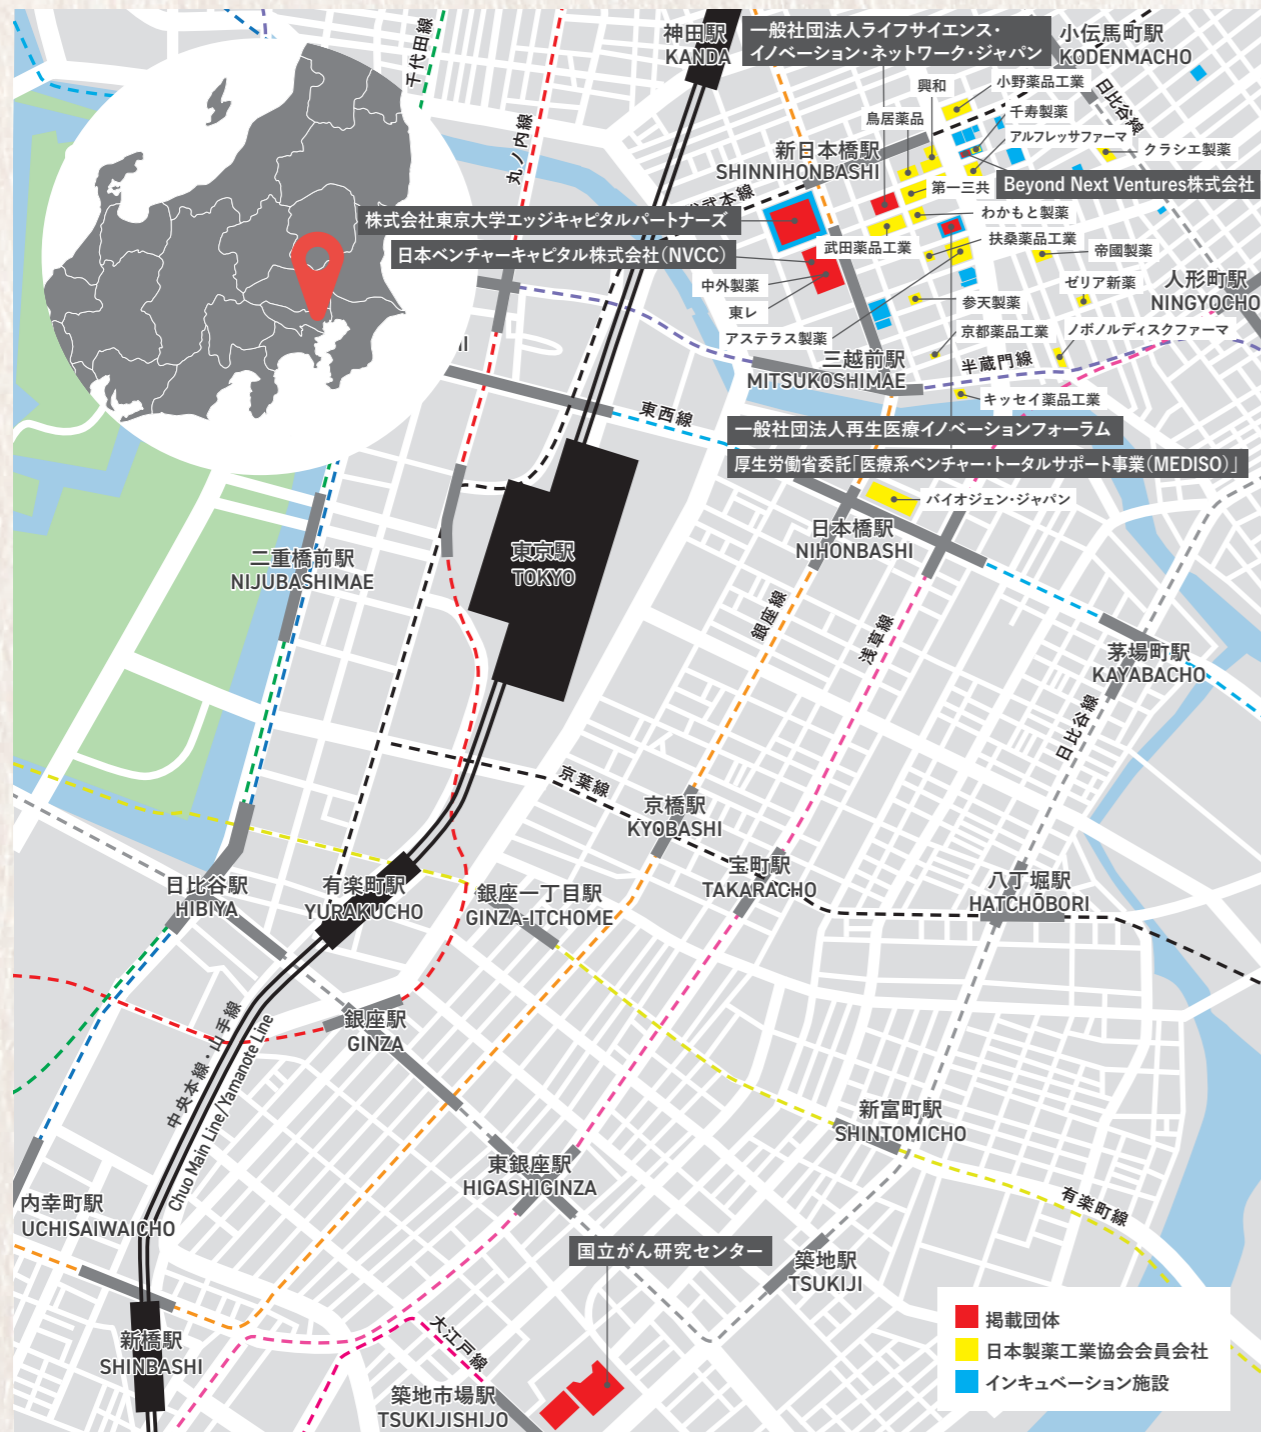 千代田線
丸ノ内線
神田駅
KANDA
一般社団法人ライフサイエンス・
イノベーション・ネットワーク・ジャパン
小伝馬町駅
KODENMACHO
日比谷線
興和
小野薬品工業
鳥居薬品
千寿製薬
アルフレッサファーマ
クラシエ製薬
新日本橋駅
SHINNIHONBASHI
第一三共
Beyond Next Ventures株式会社
わかもと製薬
株式会社東京大学エッジキャピタルパートナーズ
武田薬品工業
扶桑薬品工業
帝國製薬
日本ベンチャーキャピタル株式会社(NVCC)
中外製薬
東レ
アステラス製薬
参天製薬
ゼリア新薬
人形町駅
NINGYOCHO
京都薬品工業
ノボノルディスクファーマ
三越前駅
MITSUKOSHIMAE
半蔵門線
キッセイ薬品工業
東西線
一般社団法人再生医療イノベーションフォーラム
厚生労働省委託「医療系ベンチャー・トータルサポート事業(MEDISO)」
バイオジェン・ジャパン
日本橋駅
NIHONBASHI
二重橋前駅
NIJUBASHIMAE
東京駅
TOKYO
銀座線
浅草線
茅場町駅
KAYABACHO
日比谷線
京葉線
京橋駅
KYOBASHI
宝町駅
TAKARACHO
八丁堀駅
HATCHOBORI
日比谷駅
HIBIYA
有楽町駅
YURAKUCHO
銀座一丁目駅
GINZA-ITCHOME
銀座駅
GINZA
中央本線・山手線
Chuo Main Line/Yamanote Line
新富町駅
SHINTOMICHO
東銀座駅
HIGASHIGINZA
有楽町線
内幸町駅
UCHISAIWAICHO
国立がん研究センター
築地駅
TSUKIJI
新橋駅
SHINBASHI
大江戸線
築地市場駅
TSUKIJISHIJO
掲載団体
日本製薬工業協会会員会社
インキュベーション施設